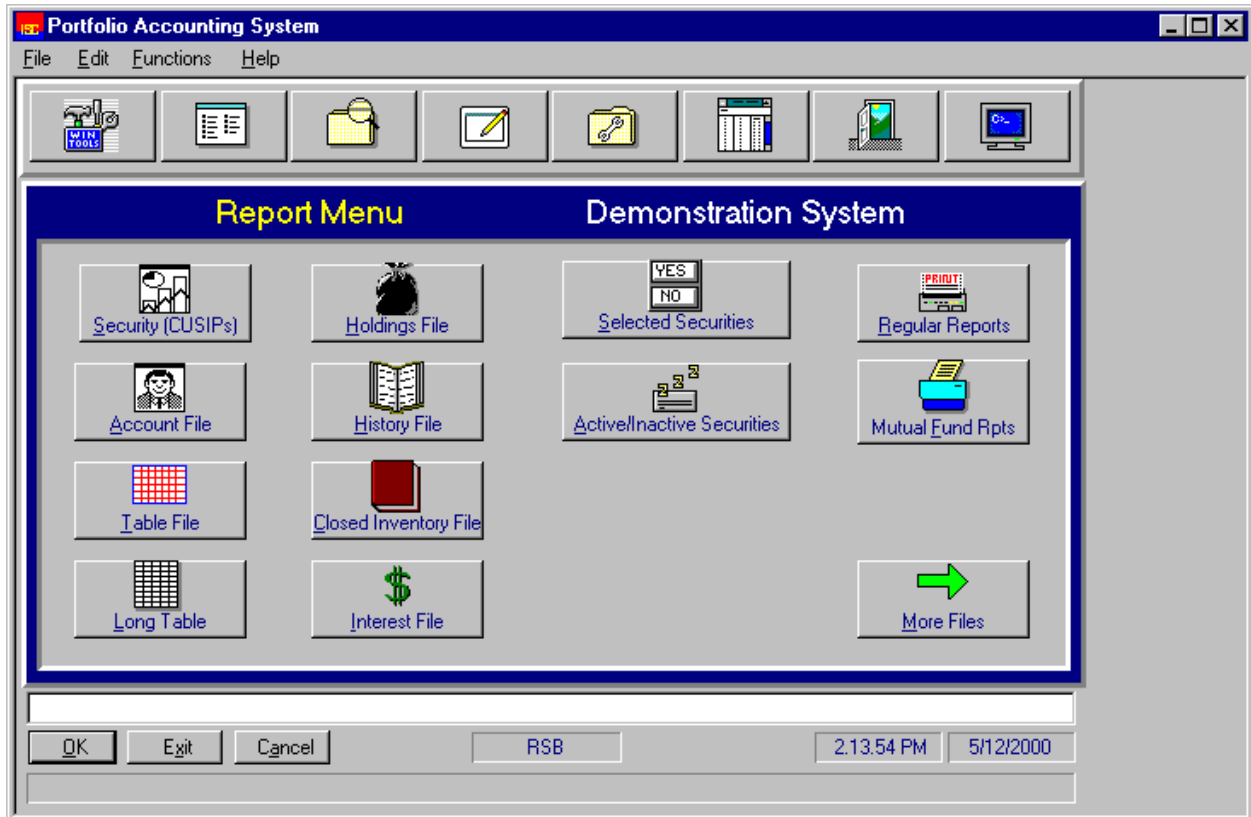 ISC Portfolio Accounting System
File Edit Functions Help
WIN
TOOLS
C>_
Report Menu Demonstration System
Security (CUSIPs)
Holdings File
YES
NO
Selected Securities
PRINT
Regular Reports
Account File
History File
z z z
Active/Inactive Securities
Mutual Fund Rpts
Table File
Closed Inventory File
Long Table
$
Interest File
More Files
OK Exit Cancel RSB 2.13.54 PM 5/12/2000